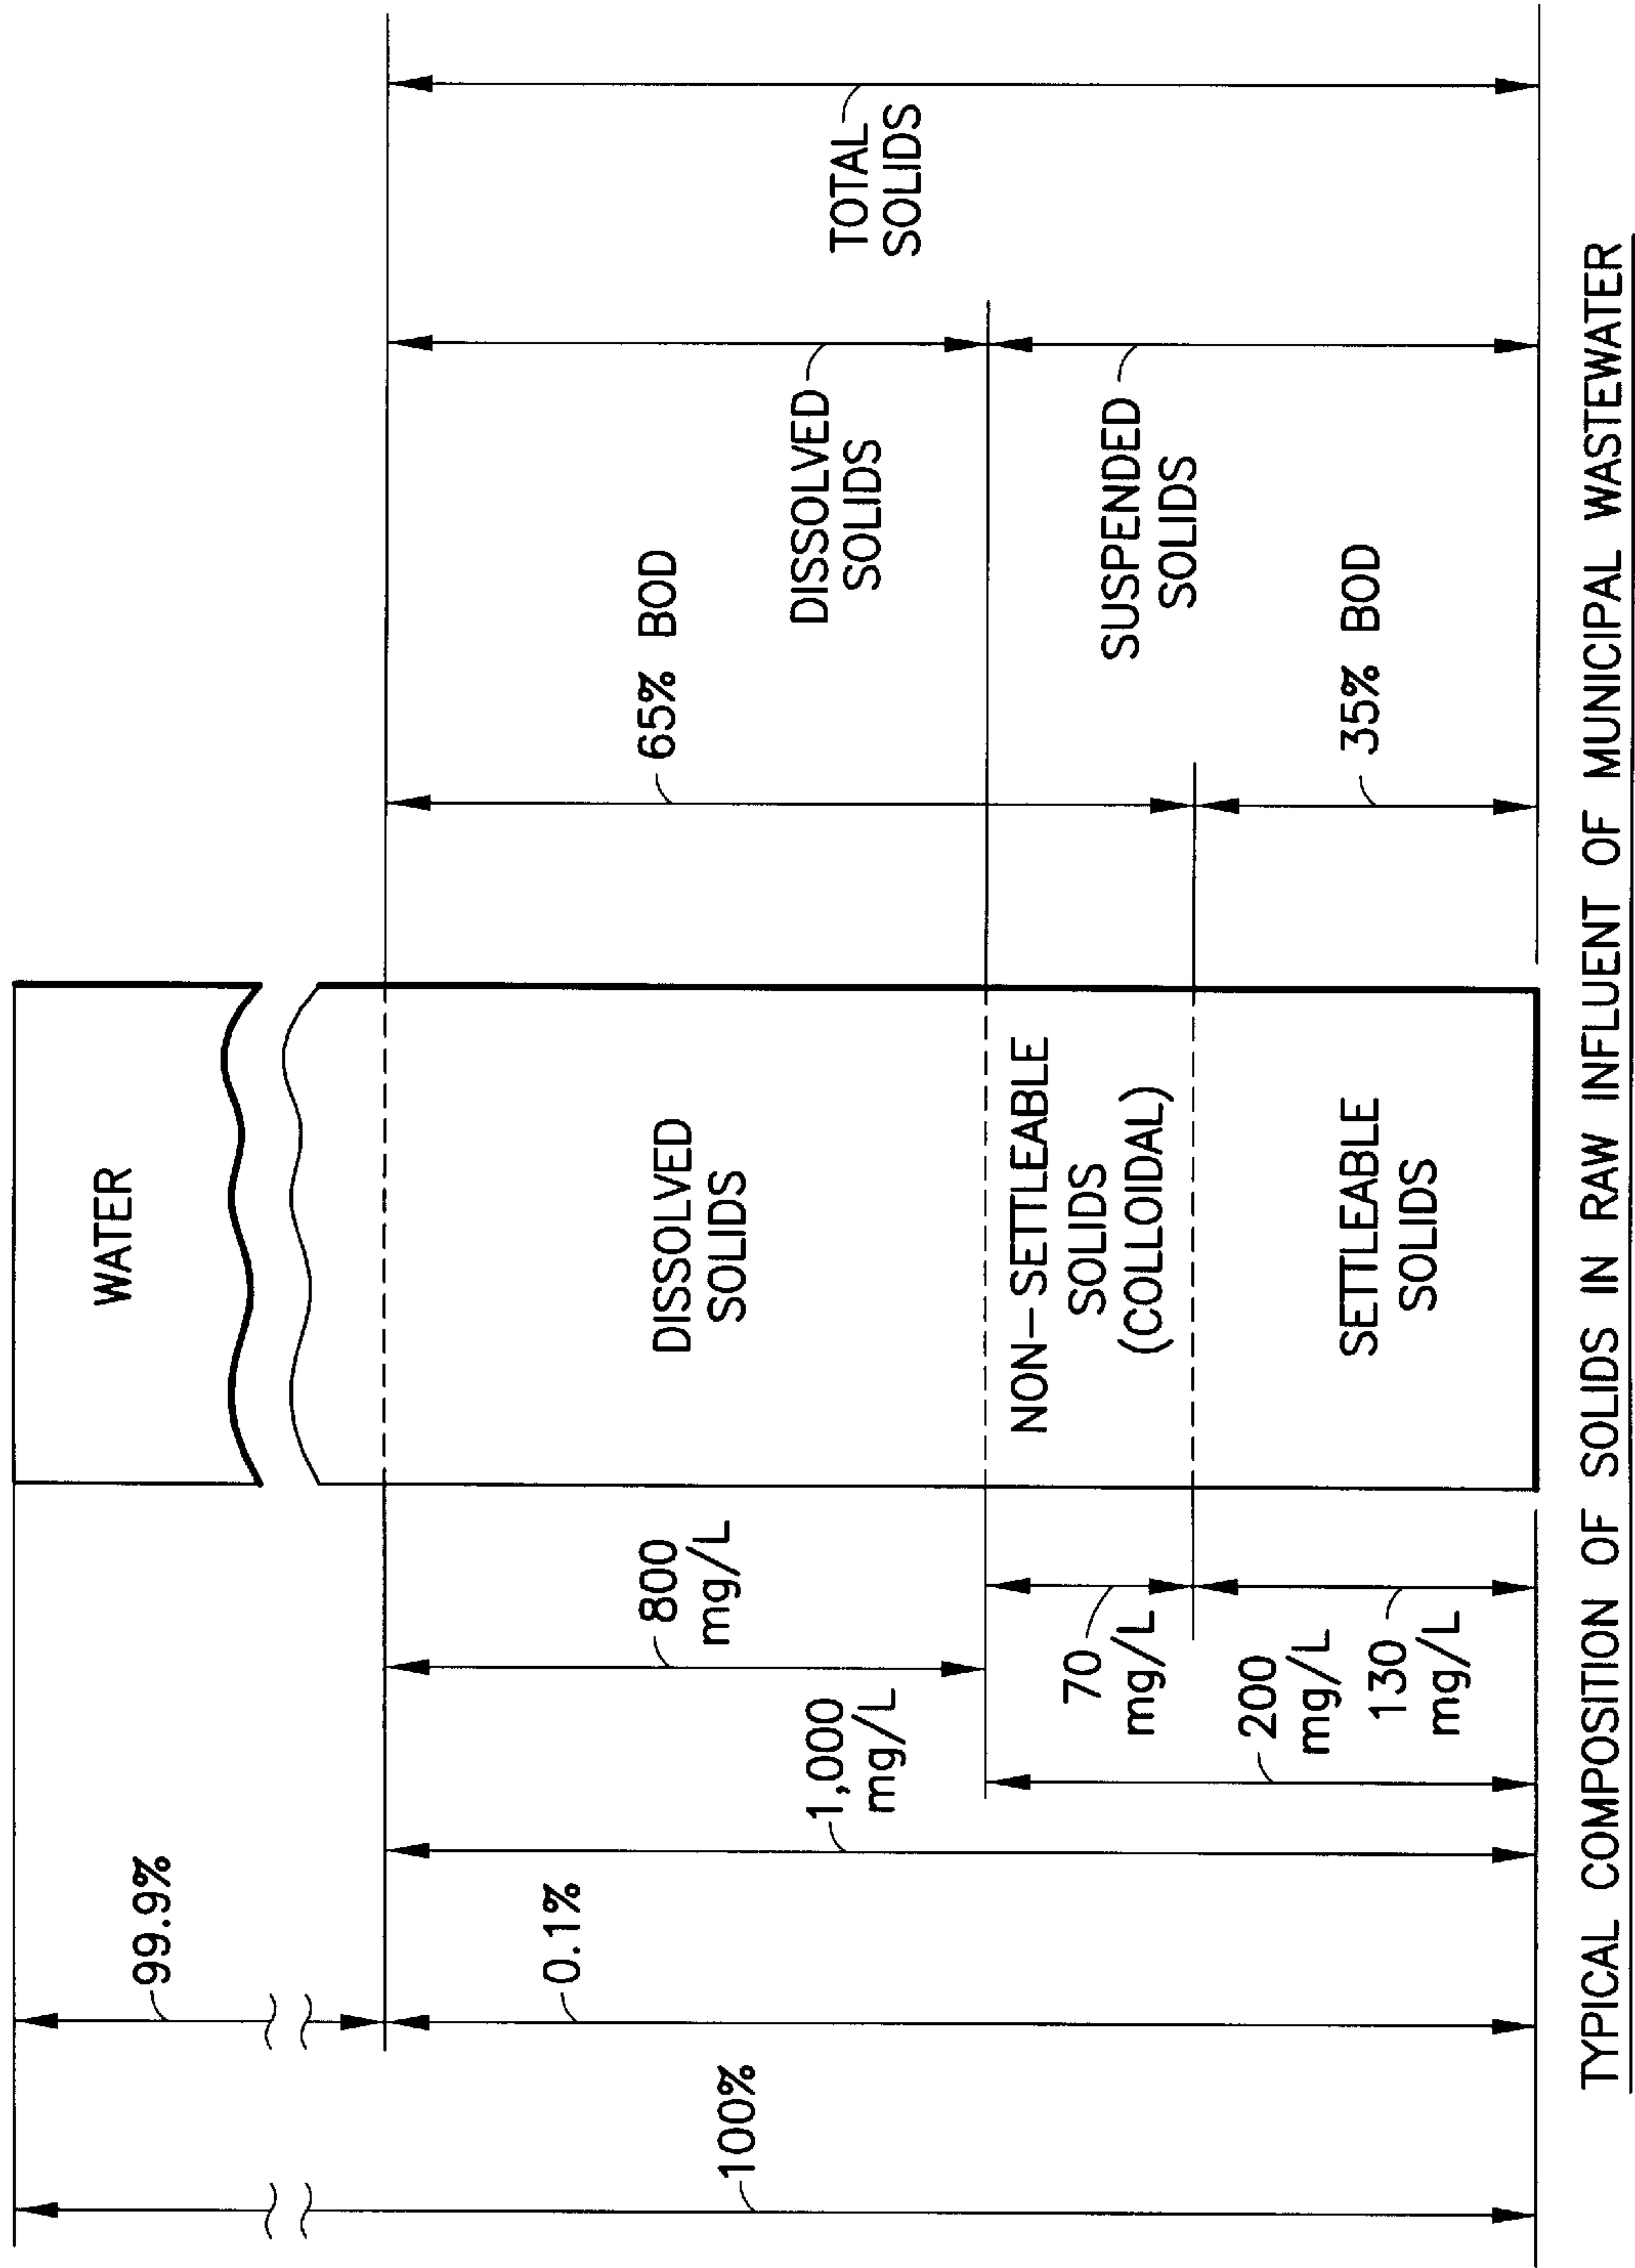 100%
99.9%
0.1%
1,000
mg/L
800
mg/L
70
mg/L
200
mg/L
130
mg/L
WATER
DISSOLVED
SOLIDS
NON-SETTLEABLE
SOLIDS
(COLLOIDAL)
SETTLEABLE
SOLIDS
65% BOD
35% BOD
DISSOLVED
SOLIDS
SUSPENDED
SOLIDS
TOTAL
SOLIDS
TYPICAL COMPOSITION OF SOLIDS IN RAW INFLUENT OF MUNICIPAL WASTEWATER